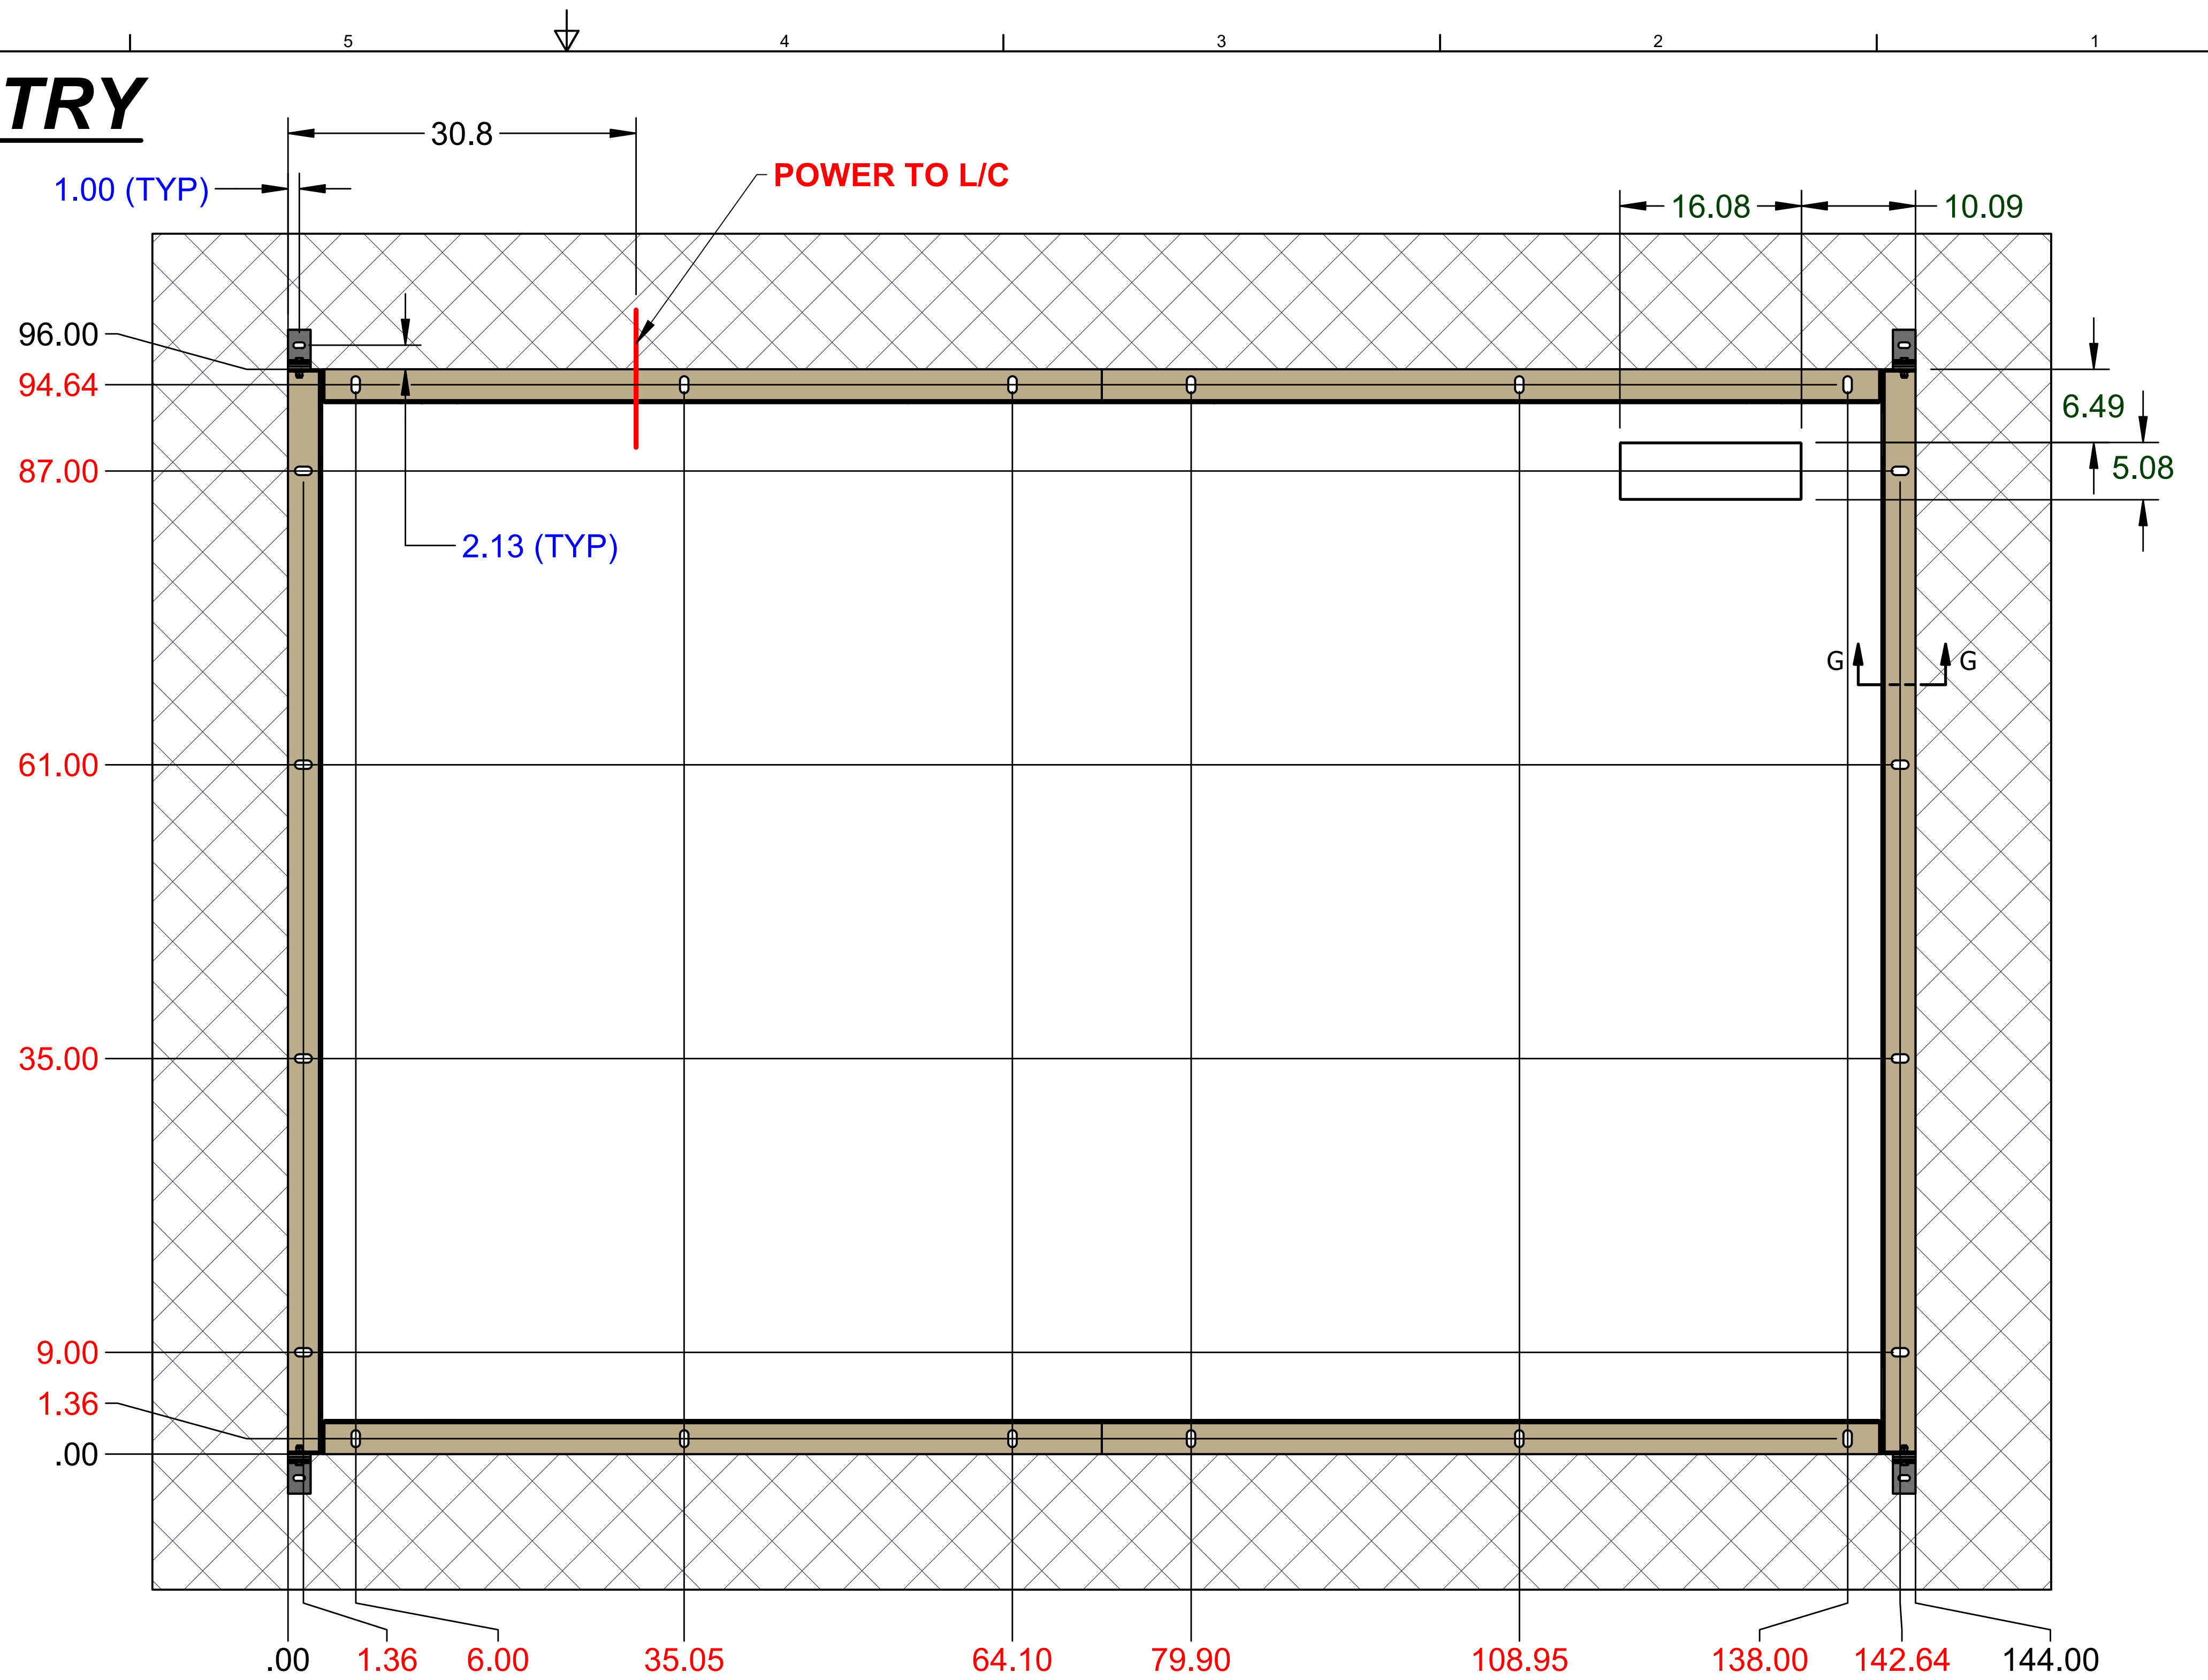 5 4 3 2 1
TRY
30.8
POWER TO L/C
1.00 (TYP)
16.08 10.09
96.00
94.64
6.49
87.00
5.08
2.13 (TYP)
G G
61.00
35.00
9.00
1.36
.00
.00 1.36 6.00 35.05 64.10 79.90 108.95 138.00 142.64 144.00